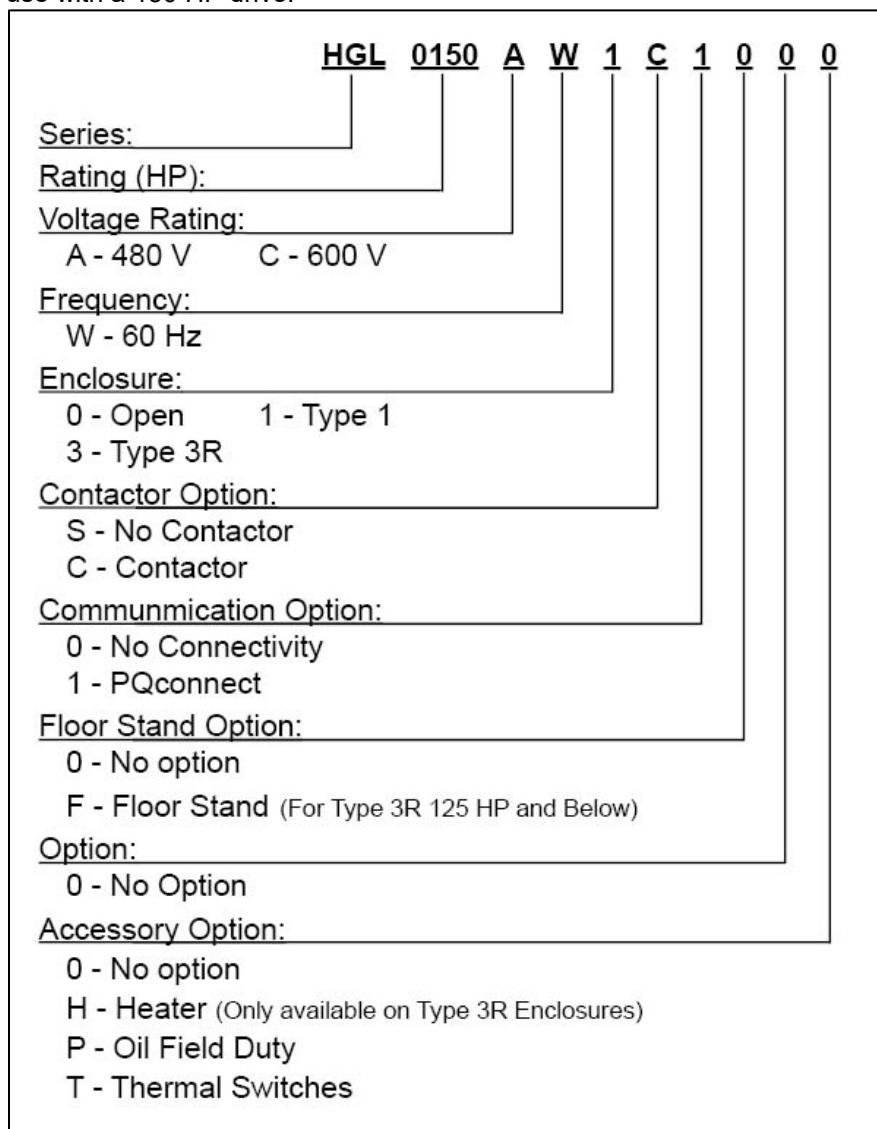 HGL 0150 A W 1 C 1 0 0 0
Series:
Rating (HP):
Voltage Rating:
A - 480 V C - 600 V
Frequency:
W - 60 Hz
Enclosure:
0 - Open 1 - Type 1
3 - Type 3R
Contactor Option:
S - No Contactor
C - Contactor
Communmication Option:
0 - No Connectivity
1 - PQconnect
Floor Stand Option:
0 - No option
F - Floor Stand (For Type 3R 125 HP and Below)
Option:
0 - No Option
Accessory Option:
0 - No option
H - Heater (Only available on Type 3R Enclosures)
P - Oil Field Duty
T - Thermal Switches